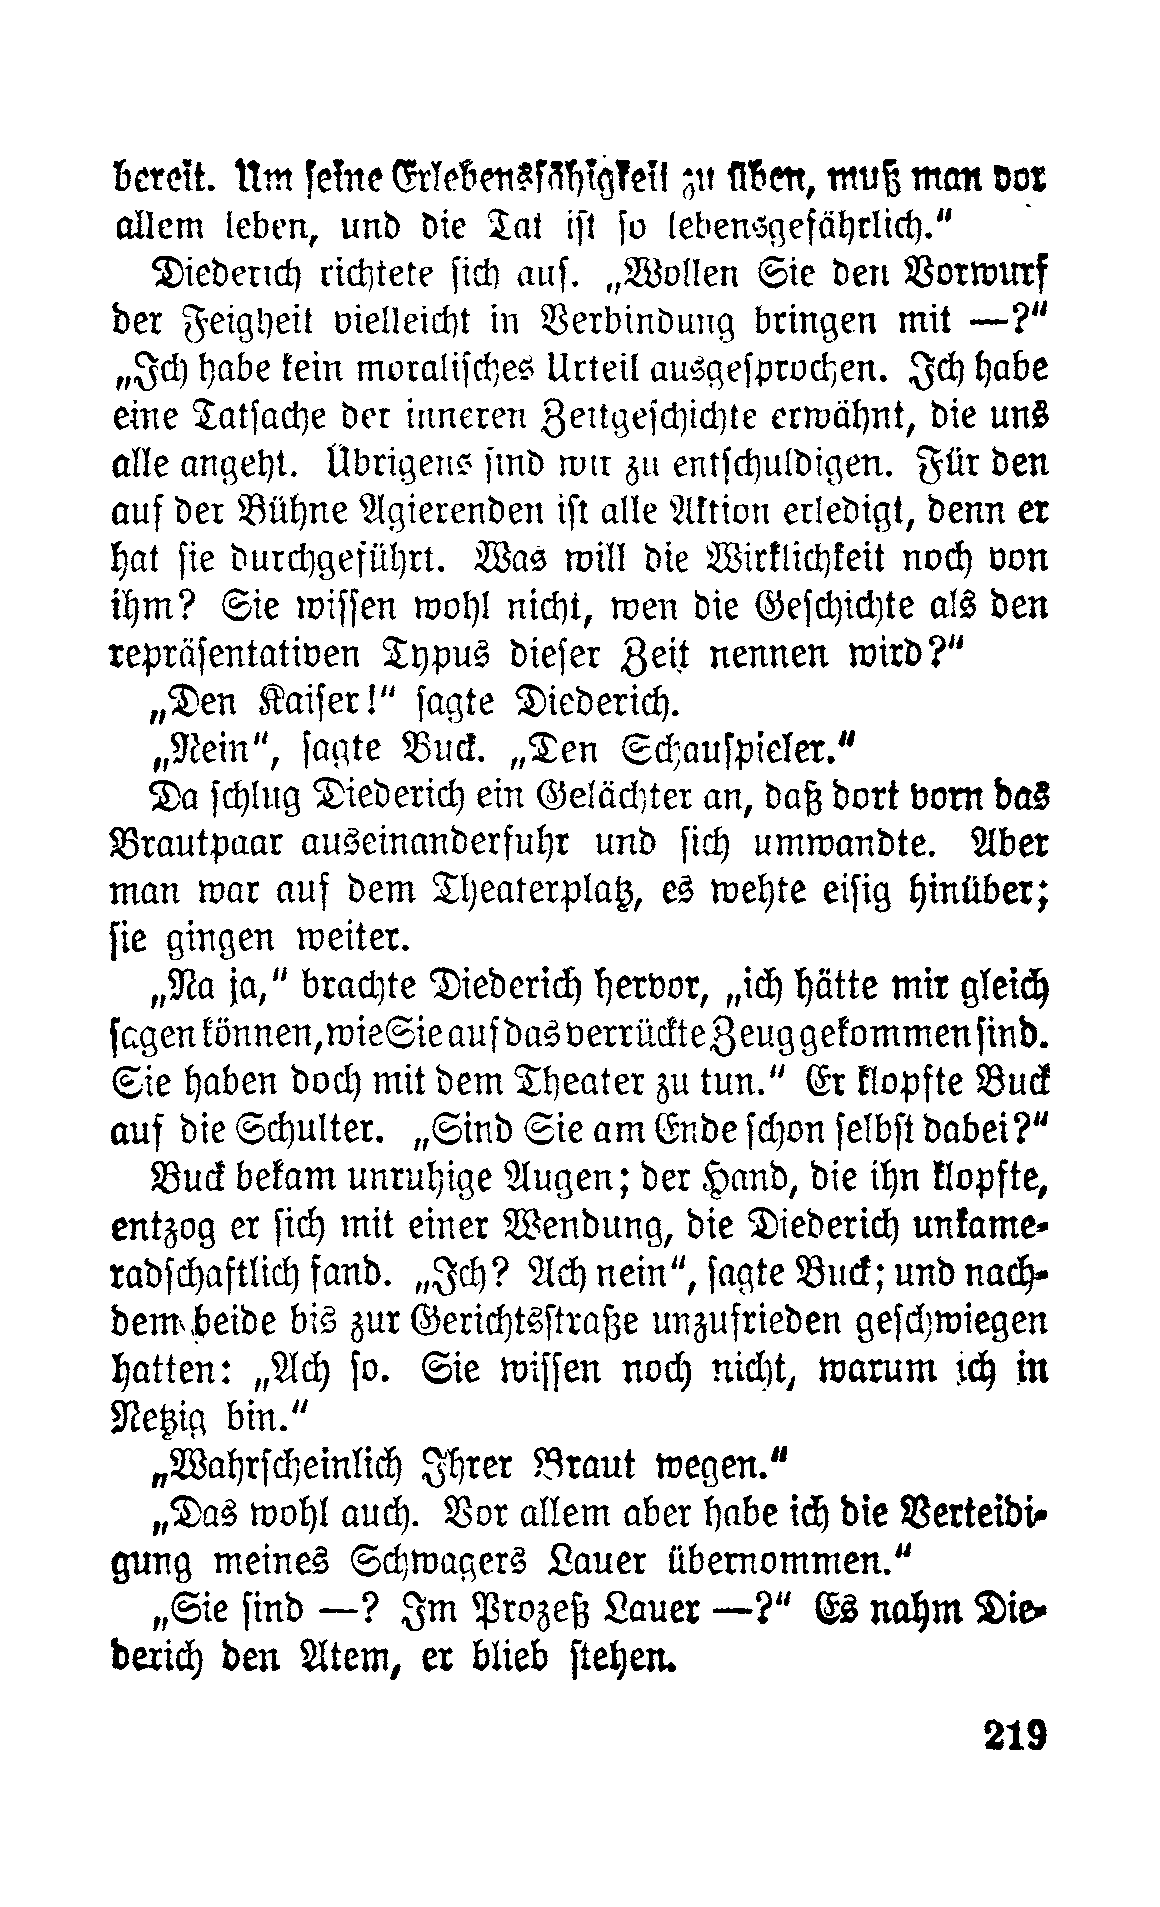 bereit. Um seine Erlebensfähigkeit zu üben, muß man vor
allem leben, und die Tat ist so lebensgefährlich.“
Diederich richtete sich auf. „Wollen Sie den Vorwurf
der Feigheit vielleicht in Verbindung bringen mit —?“
„Ich habe kein moralisches Urteil ausgesprochen. Ich habe
eine Tatsache der inneren Zeitgeschichte erwähnt, die uns
alle angeht. Übrigens sind wir zu entschuldigen. Für den
auf der Bühne Agierenden ist alle Aktion erledigt, denn er
hat sie durchgeführt. Was will die Wirklichkeit noch von
ihm? Sie wissen wohl nicht, wen die Geschichte als den
repräsentativen Typus dieser Zeit nennen wird?“
„Den Kaiser!“ sagte Diederich.
„Nein“, sagte Buck. „Den Schauspieler.“
Da schlug Diederich ein Gelächter an, daß dort vorn das
Brautpaar auseinanderfuhr und sich umwandte. Aber
man war auf dem Theaterplatz, es wehte eisig hinüber;
sie gingen weiter.
„Na ja,“ brachte Diederich hervor, „ich hätte mir gleich
sagen können, wie Sie auf das verrückte Zeug gekommen sind.
Sie haben doch mit dem Theater zu tun.“ Er klopfte Buck
auf die Schulter. „Sind Sie am Ende schon selbst dabei?“
Buck bekam unruhige Augen; der Hand, die ihn klopfte,
entzog er sich mit einer Wendung, die Diederich unkame-
radschaftlich fand. „Ich? Ach nein“, sagte Buck; und nach-
dem beide bis zur Gerichtsstraße unzufrieden geschwiegen
hatten: „Ach so. Sie wissen noch nicht, warum ich in
Netzig bin.“
„Wahrscheinlich Ihrer Braut wegen.“
„Das wohl auch. Vor allem aber habe ich die Verteidi-
gung meines Schwagers Lauer übernommen.“
„Sie sind —? Im Prozeß Lauer —?“ Es nahm Die-
derich den Atem, er blieb stehen.
219